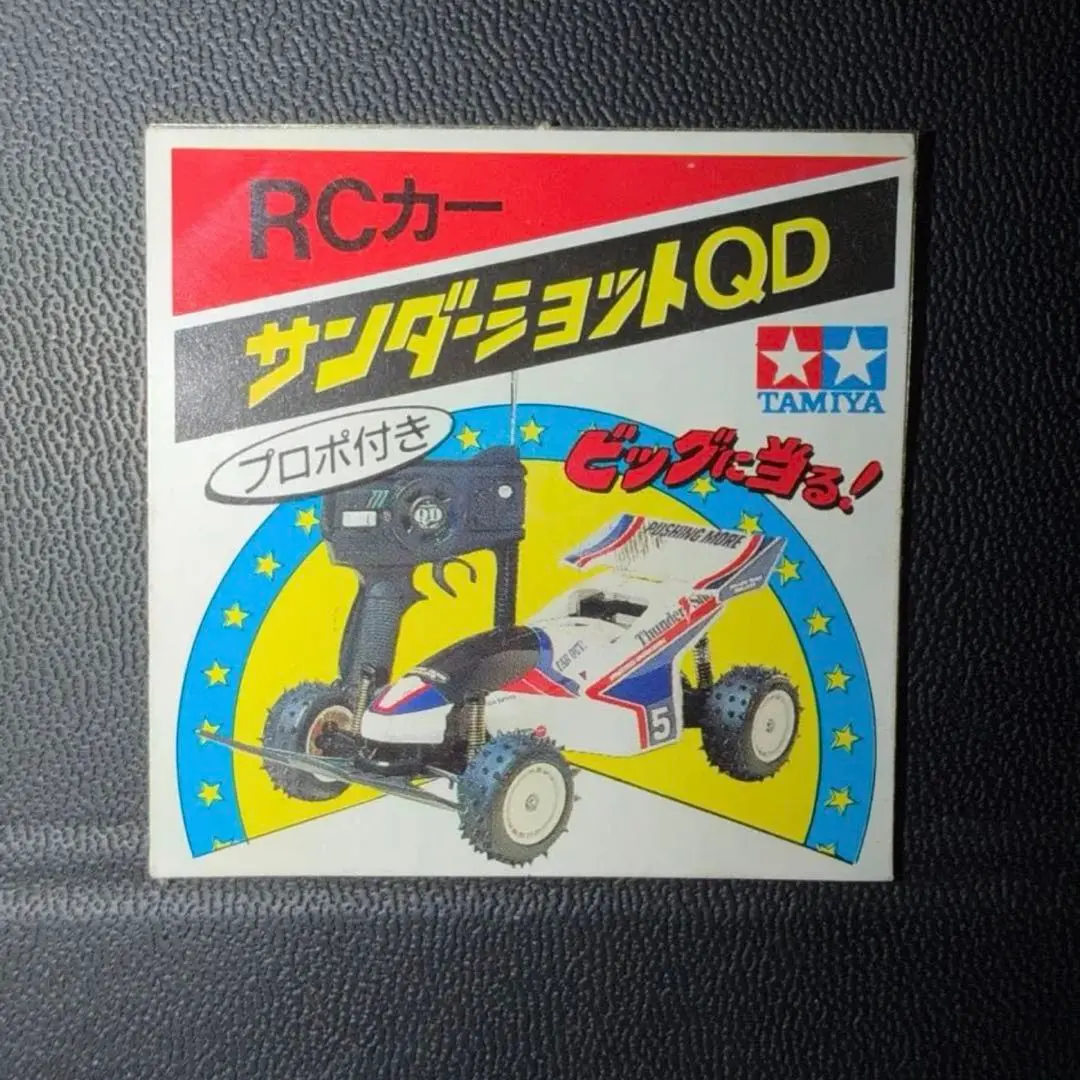 RCカー
サンダーショットQD
TAMIYA
プロポ付き
ビッグに当る!
QD
RUSHING MORE
Thunder Shot
5